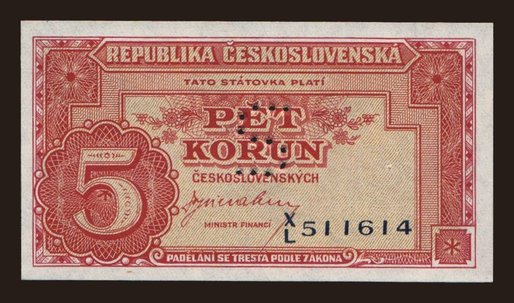 REPUBLIKA ČESKOSLOVENSKÁ
TATO STÁTOVKA PLATÍ
PĚT
KORUN
ČESKOSLOVENSKÝCH
5
MINISTR FINANCÍ
X/L 511614
PADĚLÁNÍ SE TRESTÁ PODLE ZÁKONA